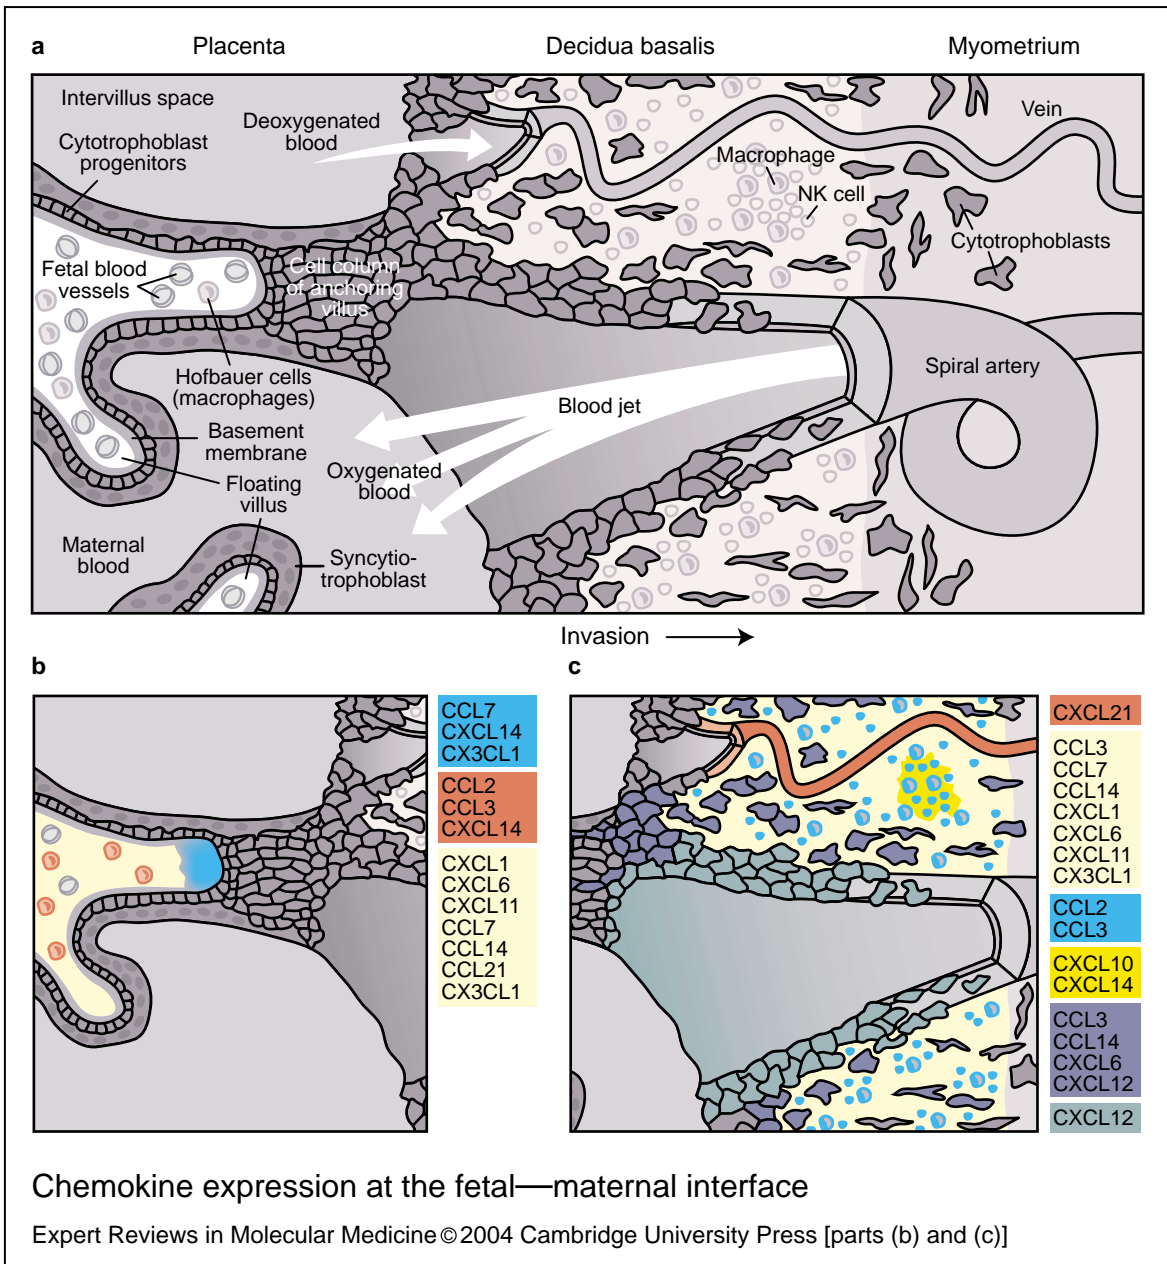 a
Placenta
Decidua basalis
Myometrium
Intervillus space
Deoxygenated
blood
Cytotrophoblast
progenitors
Vein
Macrophage
NK cell
Cytotrophoblasts
Fetal blood
vessels
Cell column
of anchoring
villus
Hofbauer cells
(macrophages)
Spiral artery
Blood jet
Basement
membrane
Oxygenated
blood
Floating
villus
Maternal
blood
Syncytio-
trophoblast
Invasion
b
CCL7
CXCL14
CX3CL1
CCL2
CCL3
CXCL14
CXCL1
CXCL6
CXCL11
CCL7
CCL14
CCL21
CX3CL1
c
CXCL21
CCL3
CCL7
CCL14
CXCL1
CXCL6
CXCL11
CX3CL1
CCL2
CCL3
CXCL10
CXCL14
CCL3
CCL14
CXCL6
CXCL12
CXCL12
Chemokine expression at the fetal—maternal interface
Expert Reviews in Molecular Medicine ©2004 Cambridge University Press [parts (b) and (c)]